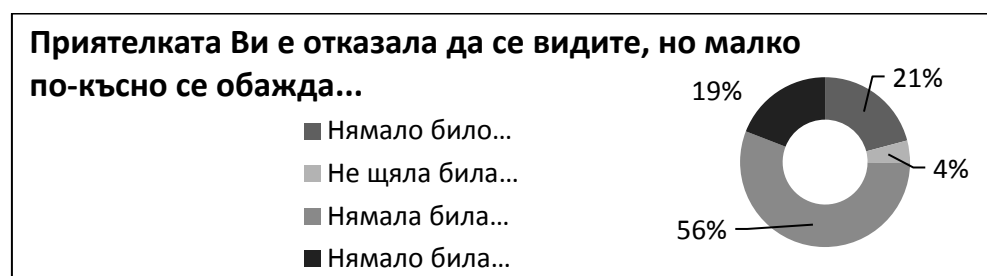 Приятелката Ви е отказала да се видите, но малко
по-късно се обажда...
Нямало било...
Не щяла била...
Нямала била...
Нямало била...
21%
4%
56%
19%